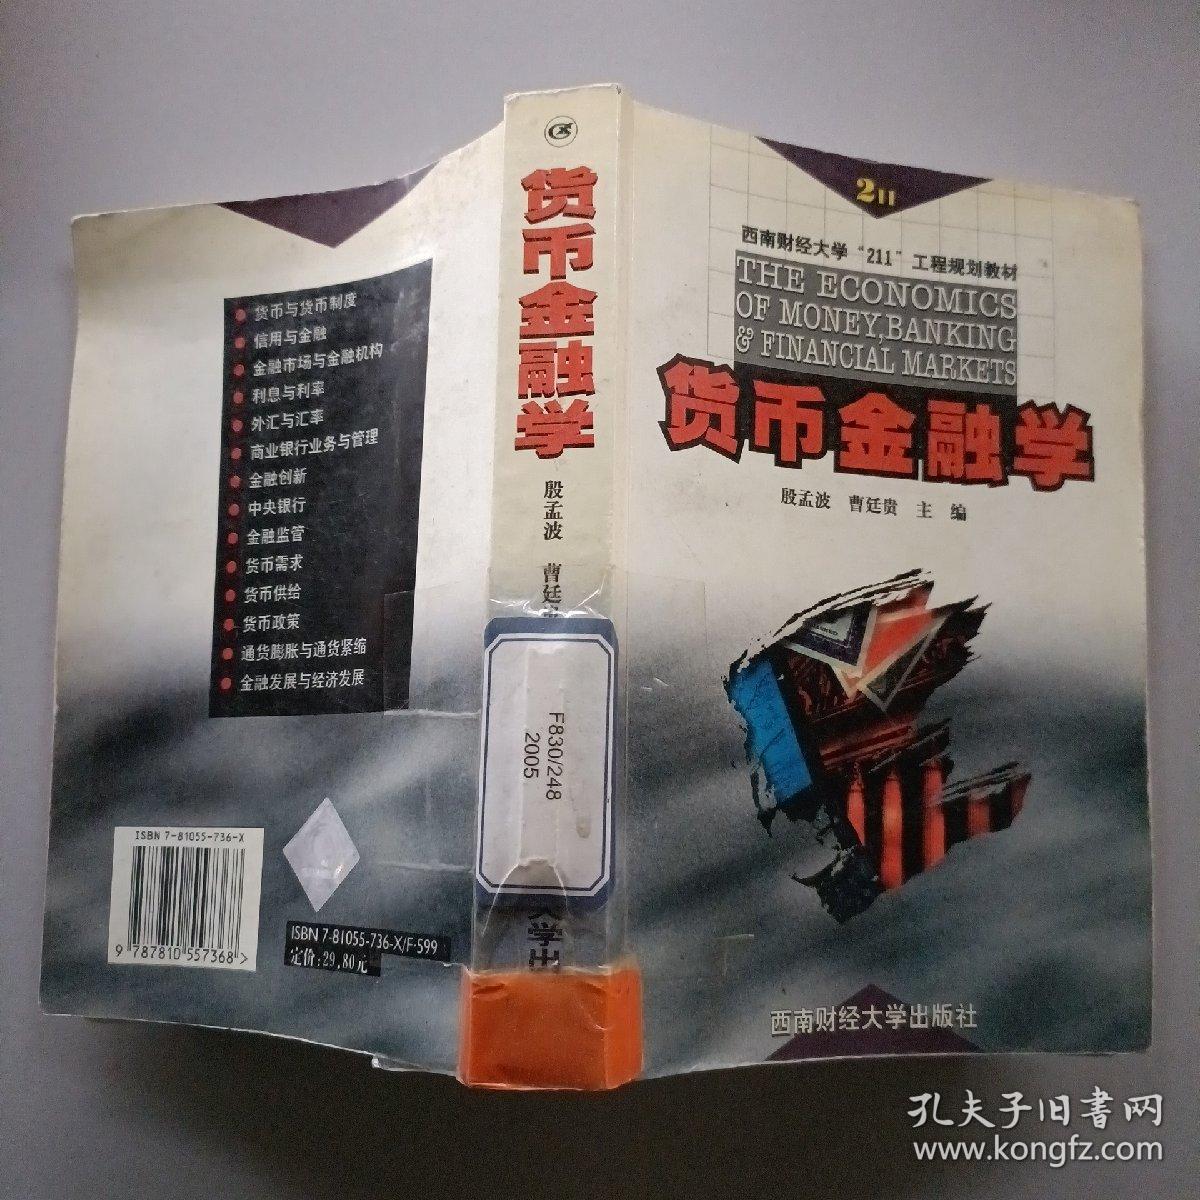 货币与货币制度
信用与金融
金融市场与金融机构
利息与利率
外汇与汇率
商业银行业务与管理
金融创新
中央银行
金融监管
货币需求
货币供给
货币政策
通货膨胀与通货紧缩
金融发展与经济发展
ISBN 7-81055-736-X
9 787810 557368 >
ISBN 7-81055-736-X/F·599
定价:29.80元
货币金融学
殷孟波 曹廷
F830/248
2005
大学出
211
西南财经大学“211”工程规划教材
THE ECONOMICS
OF MONEY, BANKING
& FINANCIAL MARKETS
货币金融学
殷孟波 曹廷贵 主 编
西南财经大学出版社
孔夫子旧書网
www.kongfz.com